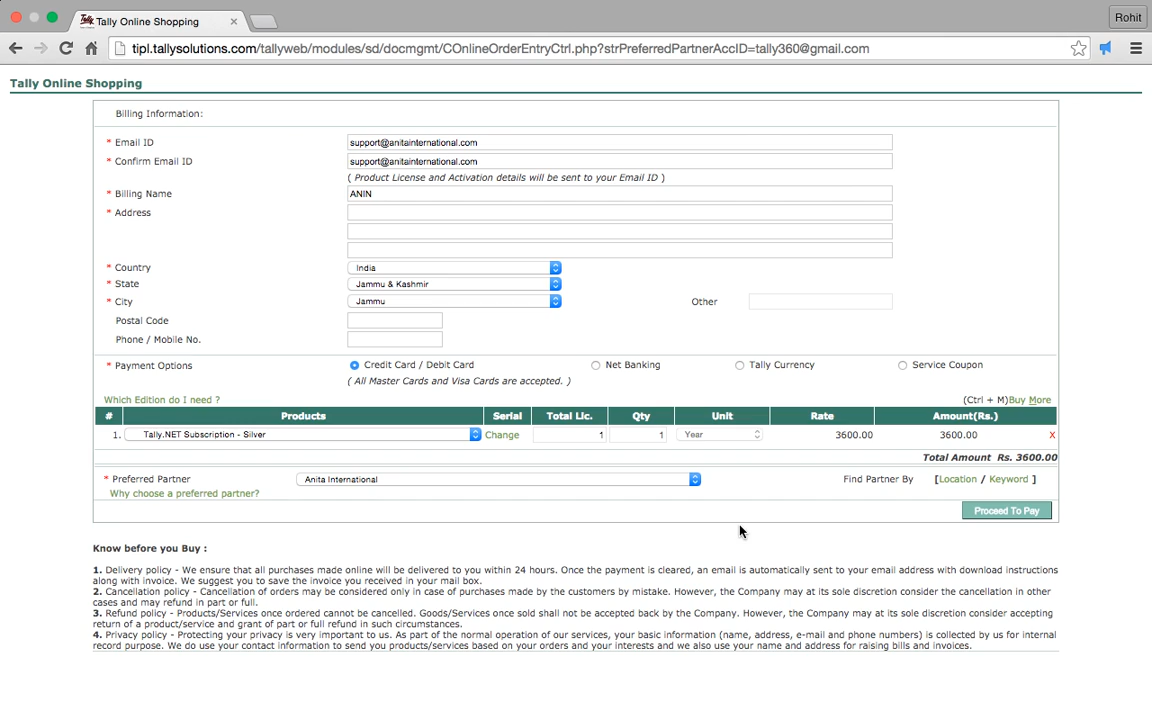 Tally Online Shopping
Rohit
tipl.tallysolutions.com/tallyweb/modules/sd/docmgmt/COnlineOrderEntryCtrl.php?strPreferredPartnerAccID=tally360@gmail.com
Tally Online Shopping
Billing Information:
* Email ID support@anitainternational.com
* Confirm Email ID support@anitainternational.com
( Product License and Activation details will be sent to your Email ID )
* Billing Name ANIN
* Address
* Country India
* State Jammu & Kashmir
* City Jammu Other
Postal Code
Phone / Mobile No.
* Payment Options Credit Card / Debit Card Net Banking Tally Currency Service Coupon
( All Master Cards and Visa Cards are accepted. )
Which Edition do I need ? (Ctrl + M)Buy More
# Products Serial Total Lic. Qty Unit Rate Amount(Rs.)
1. Tally.NET Subscription - Silver Change 1 1 Year 3600.00 3600.00 X
Total Amount Rs. 3600.00
* Preferred Partner Anita International Find Partner By [Location / Keyword ]
Why choose a preferred partner?
Proceed To Pay
Know before you Buy :
1. Delivery policy - We ensure that all purchases made online will be delivered to you within 24 hours. Once the payment is cleared, an email is automatically sent to your email address with download instructions
along with invoice. We suggest you to save the invoice you received in your mail box.
2. Cancellation policy - Cancellation of orders may be considered only in case of purchases made by the customers by mistake. However, the Company may at its sole discretion consider the cancellation in other
cases and may refund in part or full.
3. Refund policy - Products/Services once ordered cannot be cancelled. Goods/Services once sold shall not be accepted back by the Company. However, the Company may at its sole discretion consider accepting
return of a product/service and grant of part or full refund in such circumstances.
4. Privacy policy - Protecting your privacy is very important to us. As part of the normal operation of our services, your basic information (name, address, e-mail and phone numbers) is collected by us for internal
record purpose. We do use your contact information to send you products/services based on your orders and your interests and we also use your name and address for raising bills and invoices.